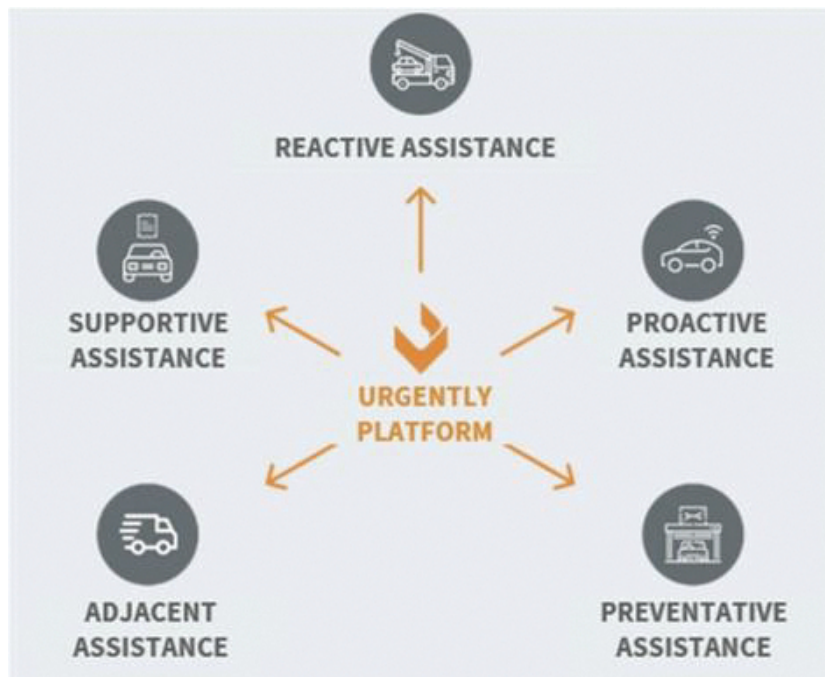 REACTIVE ASSISTANCE
SUPPORTIVE
ASSISTANCE
PROACTIVE
ASSISTANCE
URGENTLY
PLATFORM
ADJACENT
ASSISTANCE
PREVENTATIVE
ASSISTANCE